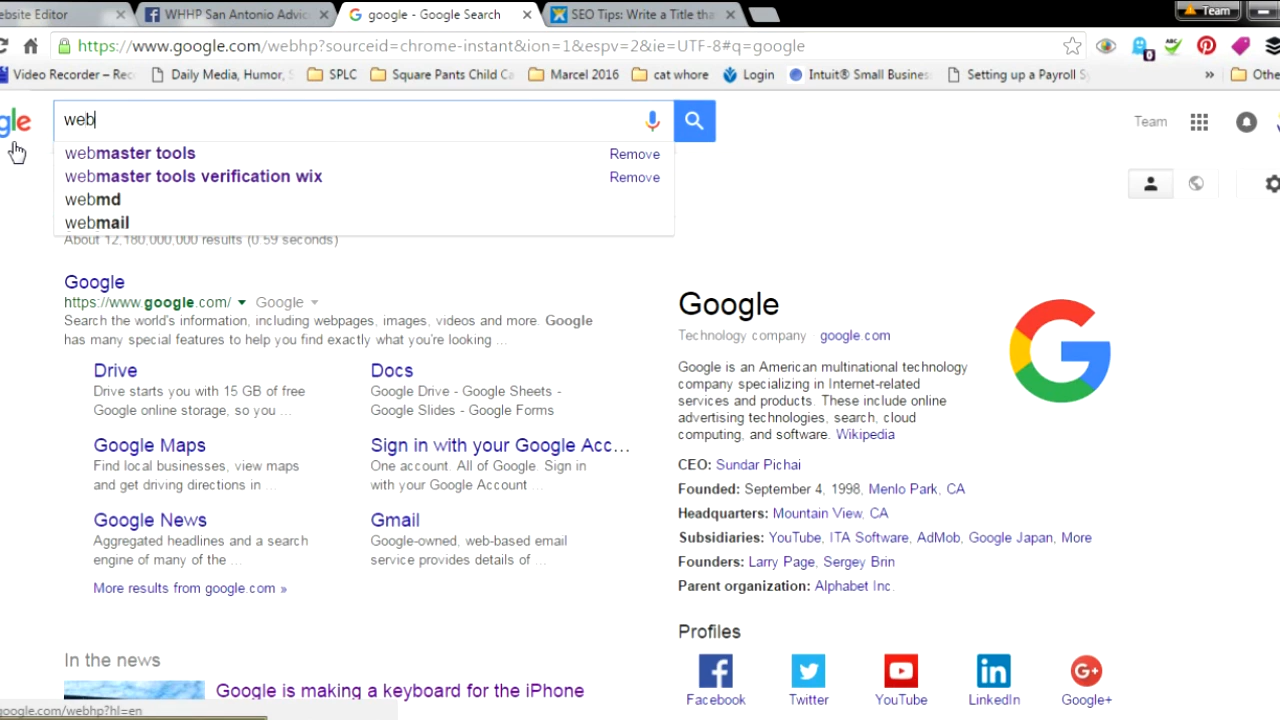 ebsite Editor
WHHP San Antonio Advic
google - Google Search
SEO Tips: Write a Title tha
Team
https://www.google.com/webhp?sourceid=chrome-instant&ion=1&espv=2&ie=UTF-8#q=google
ABC
0
Video Recorder – Rec
Daily Media, Humor, S
SPLC
Square Pants Child Ca
Marcel 2016
cat whore
Login
Intuit® Small Business
Setting up a Payroll Sy
»
Othe
gle
web
Team
webmaster tools
Remove
webmaster tools verification wix
Remove
webmd
webmail
About 12,180,000,000 results (0.59 seconds)
Google
https://www.google.com/ ▼ Google ▼
Search the world's information, including webpages, images, videos and more. Google
has many special features to help you find exactly what you're looking ...
Drive
Drive starts you with 15 GB of free
Google online storage, so you ...
Docs
Google Drive - Google Sheets -
Google Slides - Google Forms
Google Maps
Find local businesses, view maps
and get driving directions in ...
Sign in with your Google Acc...
One account. All of Google. Sign in
with your Google Account ...
Google News
Aggregated headlines and a search
engine of many of the ...
Gmail
Google-owned, web-based email
service provides details of ...
More results from google.com »
In the news
Google is making a keyboard for the iPhone
Google
Technology company google.com
Google is an American multinational technology
company specializing in Internet-related
services and products. These include online
advertising technologies, search, cloud
computing, and software. Wikipedia
CEO: Sundar Pichai
Founded: September 4, 1998, Menlo Park, CA
Headquarters: Mountain View, CA
Subsidiaries: YouTube, ITA Software, AdMob, Google Japan, More
Founders: Larry Page, Sergey Brin
Parent organization: Alphabet Inc.
Profiles
Facebook
Twitter
YouTube
LinkedIn
Google+
google.com/webhp?hl=en